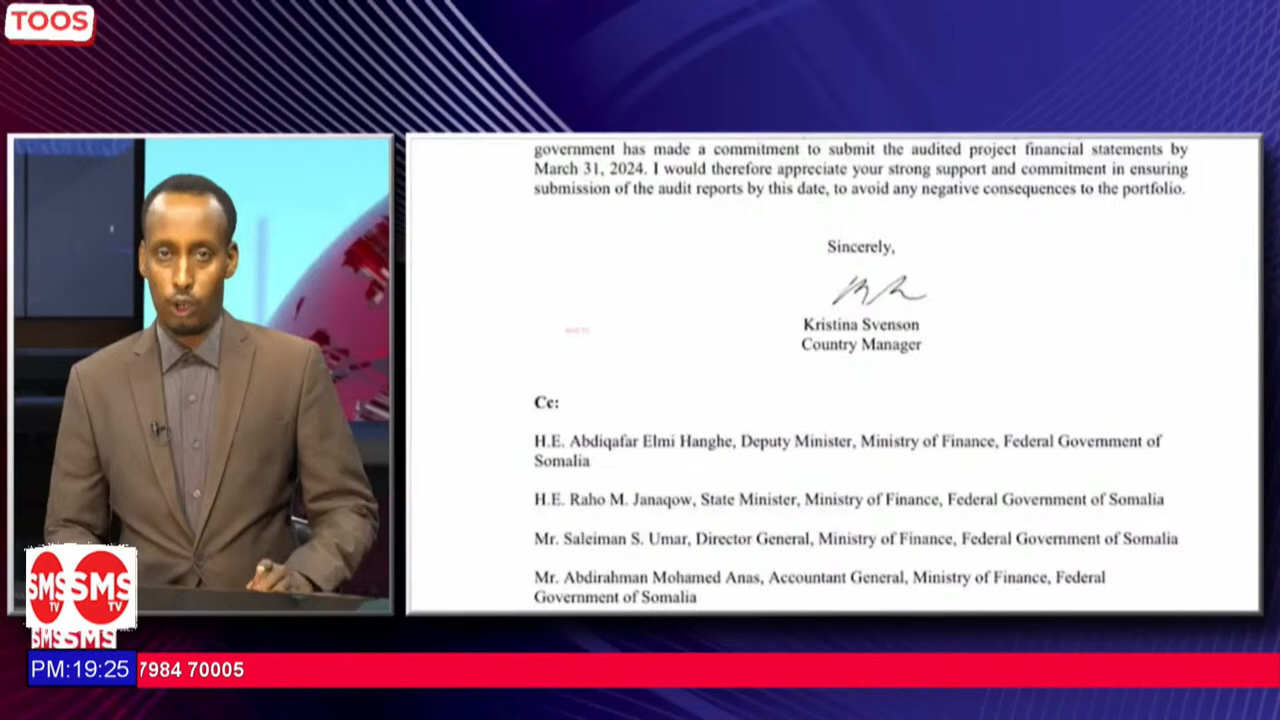 TOOS
government has made a commitment to submit the audited project financial statements by
March 31, 2024. I would therefore appreciate your strong support and commitment in ensuring
submission of the audit reports by this date, to avoid any negative consequences to the portfolio.
Sincerely,
Kristina Svenson
Country Manager
Cc:
H.E. Abdiqafar Elmi Hanghe, Deputy Minister, Ministry of Finance, Federal Government of
Somalia
H.E. Raho M. Janaqow, State Minister, Ministry of Finance, Federal Government of Somalia
Mr. Saleiman S. Umar, Director General, Ministry of Finance, Federal Government of Somalia
Mr. Abdirahman Mohamed Anas, Accountant General, Ministry of Finance, Federal
Government of Somalia
SMS SMS
TV TV
SMS SMS
PM:19:25 7984 70005